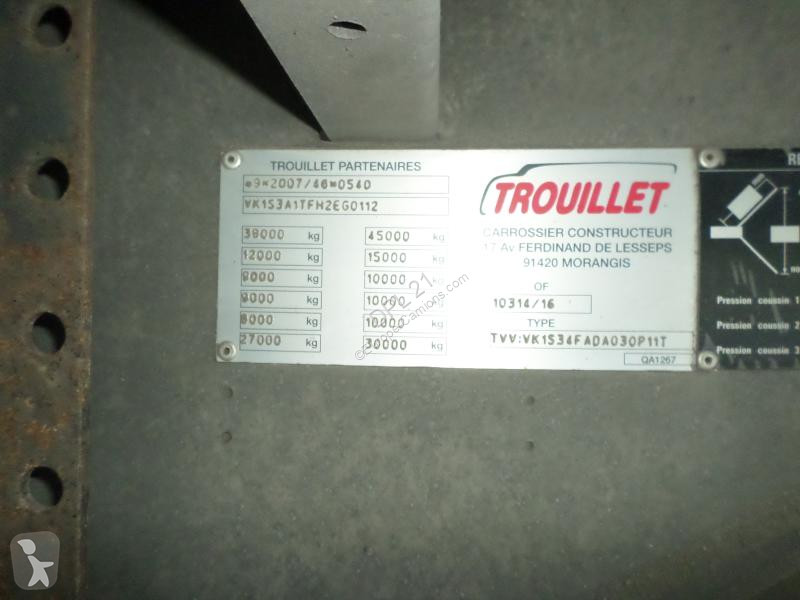 TROUILLET PARTENAIRES
e9*2007/46*0540
VK1S3A1TFH2EG0112
38000 kg 45000 kg
12000 kg 15000 kg
9000 kg 10000 kg
9000 kg 10000 kg
9000 kg 10000 kg
27000 kg 30000 kg
TROUILLET
CARROSSIER CONSTRUCTEUR
17 Av FERDINAND DE LESSEPS
91420 MORANGIS
OF
10314/16
TYPE
TVV:VK1S34FADA030P11T
QA1267
Pression coussin 1
Pression coussin 2
Pression coussin 3